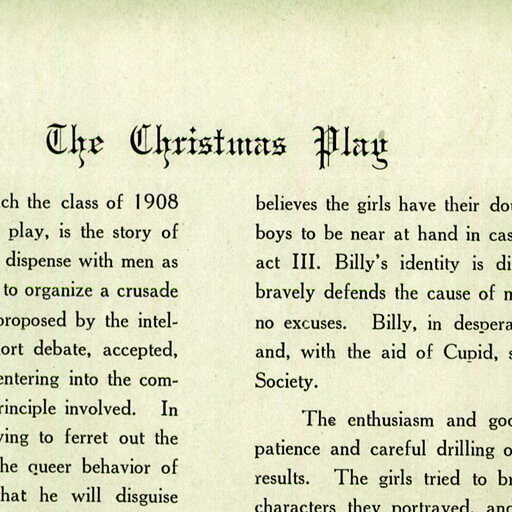 The Christmas Play
ch the class of 1908
play, is the story of
dispense with men as
to organize a crusade
proposed by the intel-
ort debate, accepted,
entering into the com-
rinciple involved. In
ying to ferret out the
he queer behavior of
hat he will disguise
believes the girls have their do
boys to be near at hand in cas
act III. Billy's identity is di
bravely defends the cause of m
no excuses. Billy, in despera
and, with the aid of Cupid, s
Society.
The enthusiasm and goo
patience and careful drilling o
results. The girls tried to br
characters they portrayed, and